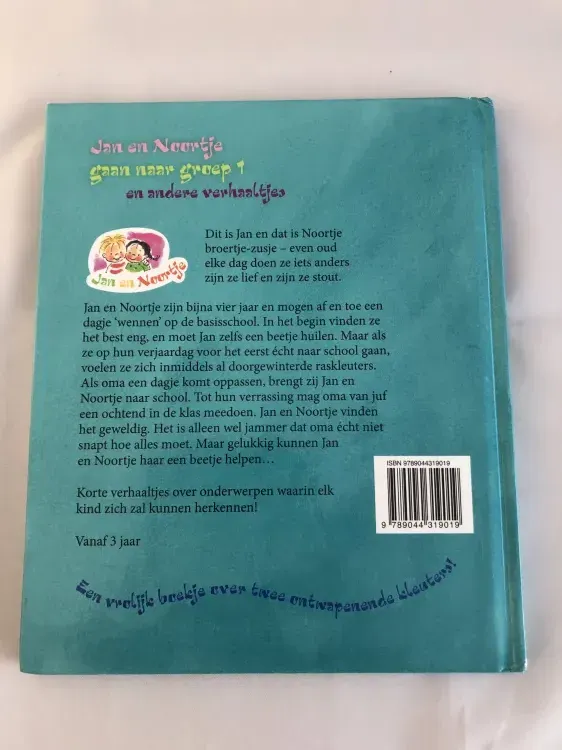 Jan en Noortje
gaan naar groep 1
en andere verhaaltjes
Dit is Jan en dat is Noortje
broertje-zusje – even oud
elke dag doen ze iets anders
zijn ze lief en zijn ze stout.
Jan en Noortje
Jan en Noortje zijn bijna vier jaar en mogen af en toe een
dagje ‘wennen’ op de basisschool. In het begin vinden ze
het best eng, en moet Jan zelfs een beetje huilen. Maar als
ze op hun verjaardag voor het eerst écht naar school gaan,
voelen ze zich inmiddels al doorgewinterde raskleuters.
Als oma een dagje komt oppassen, brengt zij Jan en
Noortje naar school. Tot hun verrassing mag oma van juf
een ochtend in de klas meedoen. Jan en Noortje vinden
het geweldig. Het is alleen wel jammer dat oma écht niet
snapt hoe alles moet. Maar gelukkig kunnen Jan
en Noortje haar een beetje helpen…
ISBN 9789044319019
9 789044 319019
Korte verhaaltjes over onderwerpen waarin elk
kind zich zal kunnen herkennen!
Vanaf 3 jaar
Een vrolijk boekje over twee ontwapenende kleuters!